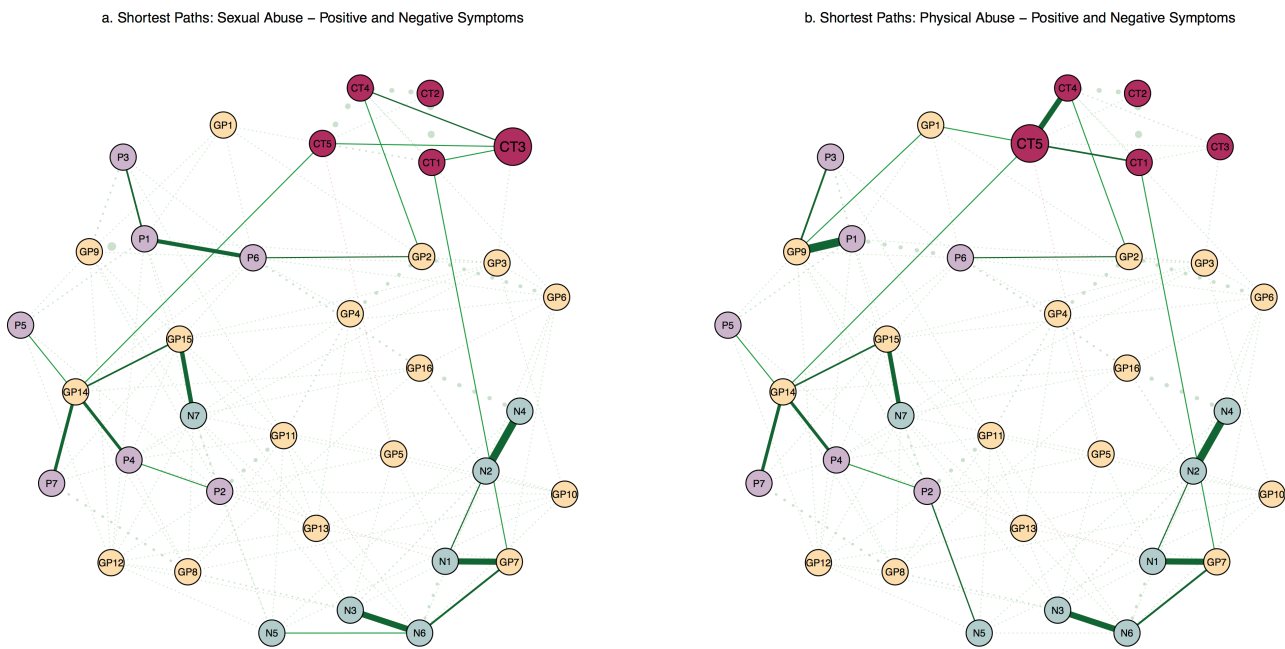 a. Shortest Paths: Sexual Abuse − Positive and Negative Symptoms
CT4
CT2
GP1
CT5
CT3
P3
CT1
P1
GP9
P6
GP2
GP3
GP6
GP4
P5
GP15
GP16
GP14
N7
N4
GP11
GP5
P4
N2
P7
P2
GP10
GP13
GP12
GP8
N1
GP7
N3
N5
N6
b. Shortest Paths: Physical Abuse − Positive and Negative Symptoms
CT4
CT2
GP1
CT5
CT3
P3
CT1
P1
GP9
P6
GP2
GP3
GP6
GP4
P5
GP15
GP16
GP14
N7
N4
GP11
GP5
P4
N2
P7
P2
GP10
GP13
GP12
GP8
N1
GP7
N3
N5
N6